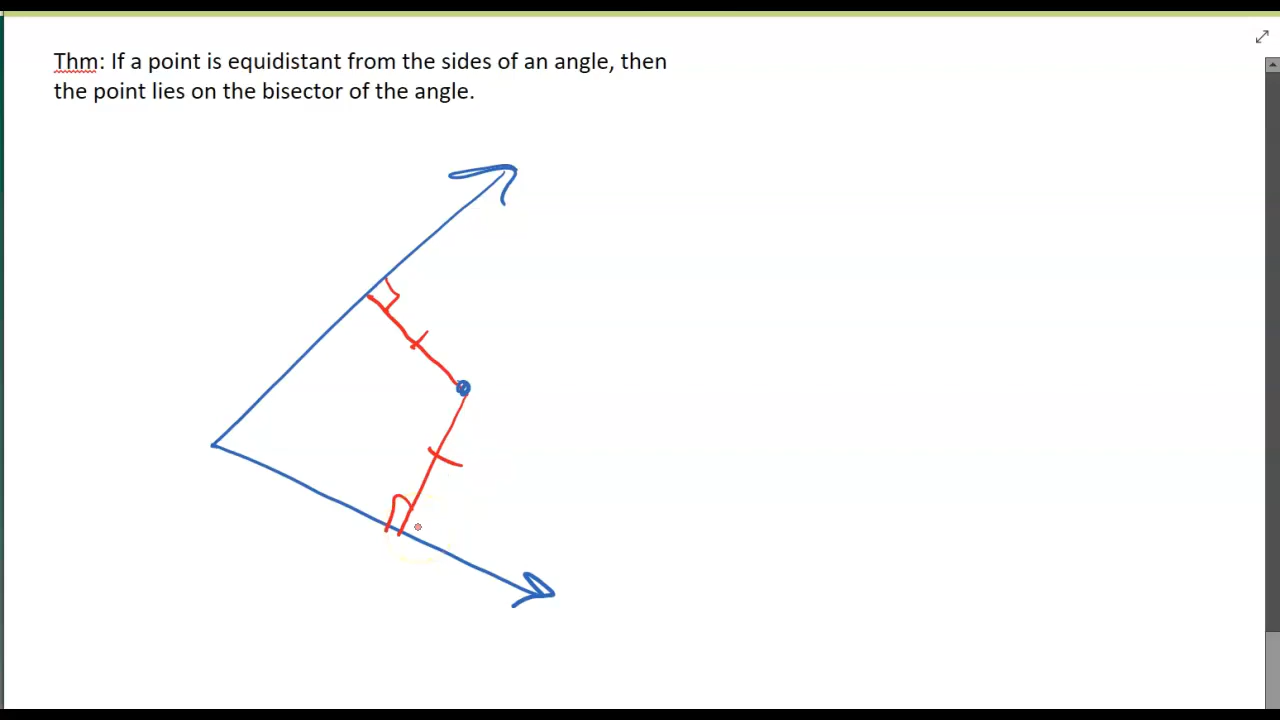 Thm: If a point is equidistant from the sides of an angle, then
the point lies on the bisector of the angle.